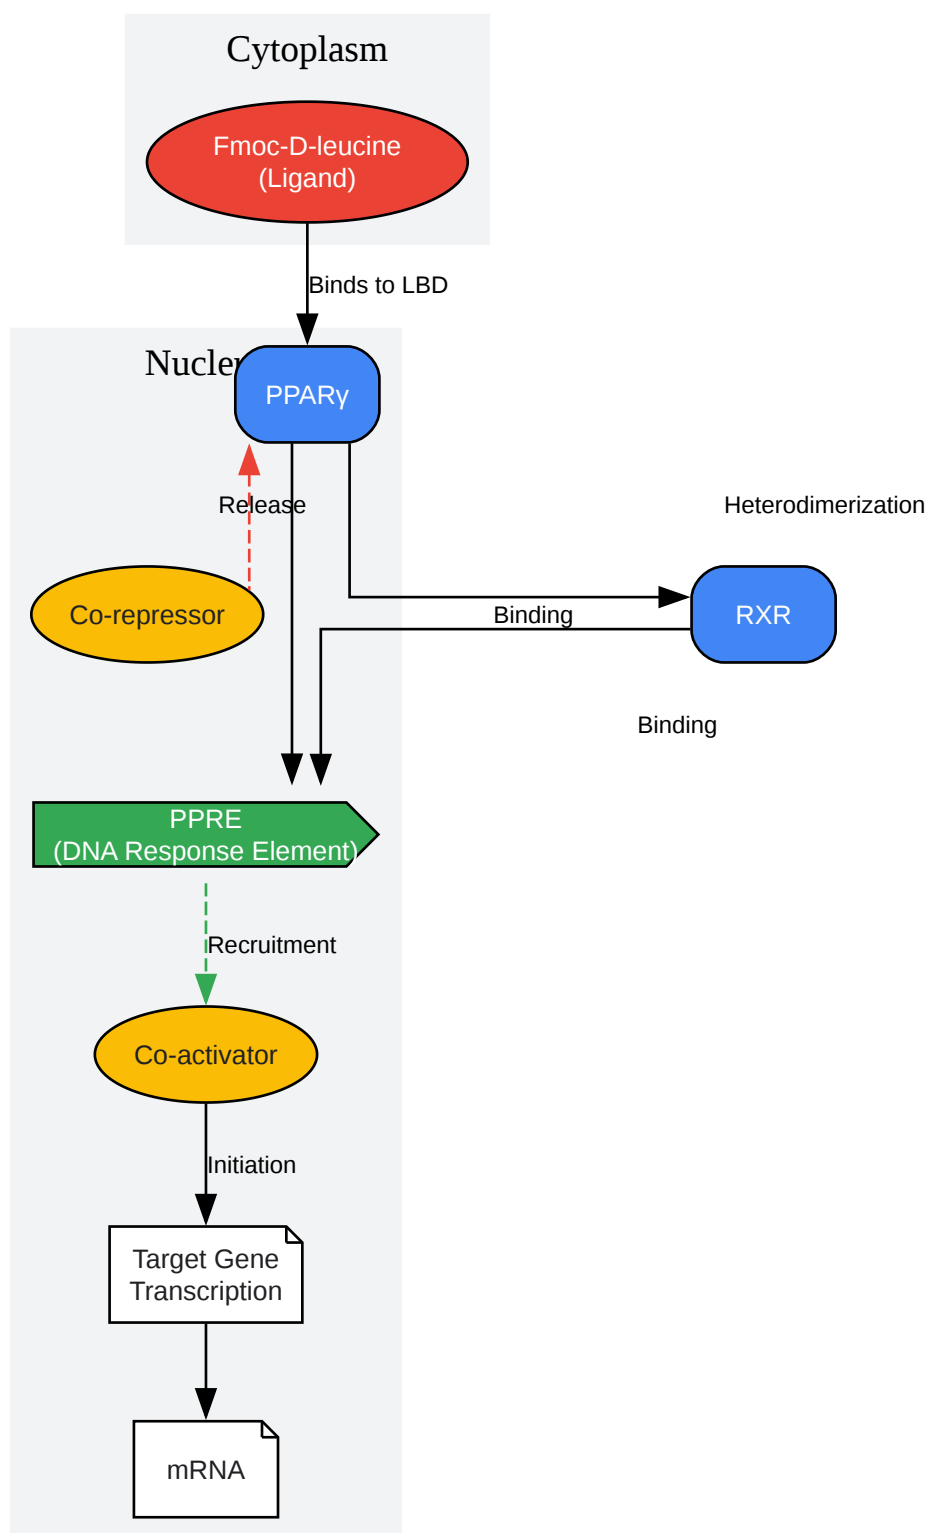 Cytoplasm
Fmoc-D-leucine
(Ligand)
Binds to LBD
PPARγ
Release
Heterodimerization
Co-repressor
Binding
RXR
Binding
PPRE
(DNA Response Element)
Recruitment
Co-activator
Initiation
Target Gene
Transcription
mRNA